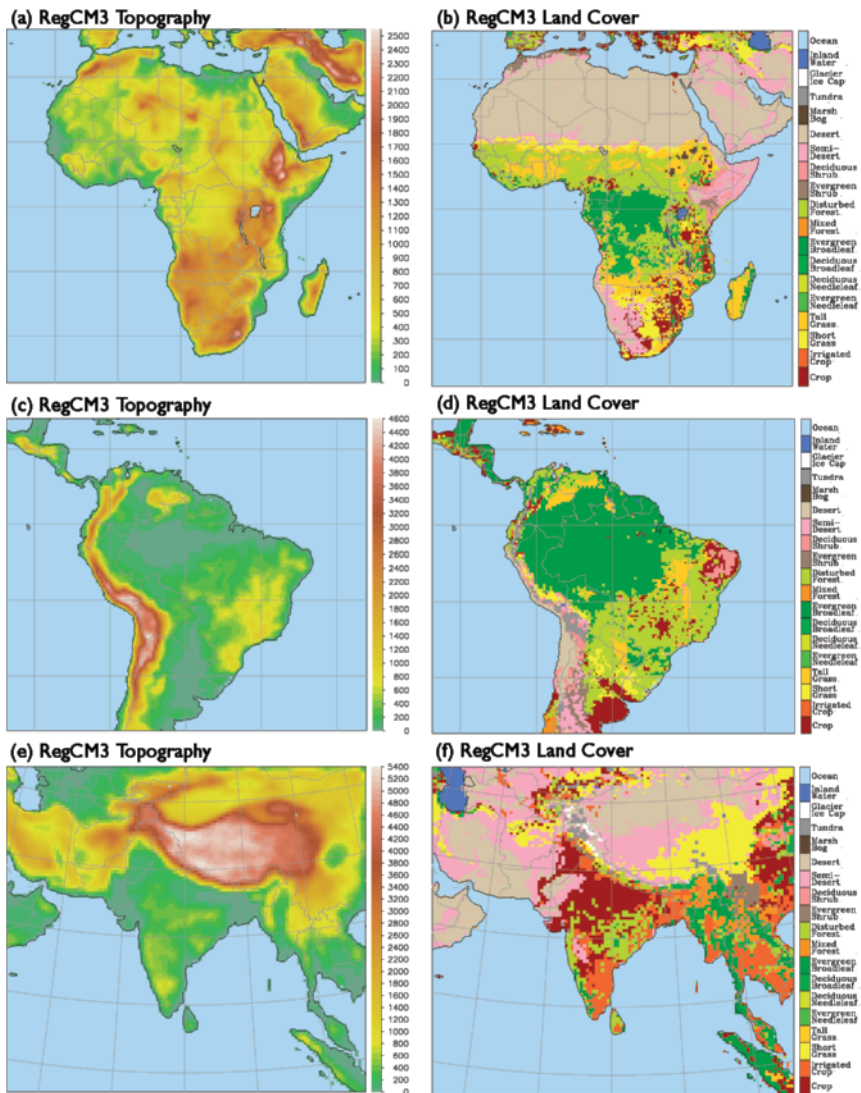 (a) RegCM3 Topography
2500
2400
2300
2200
2100
2000
1900
1800
1700
1600
1500
1400
1300
1200
1100
1000
900
800
700
600
500
400
300
200
100
0
(b) RegCM3 Land Cover
Ocean
Inland
Water
Glacier
Ice Cap
Tundra
Marsh
Bog
Desert
Semi-
Desert
Deciduous
Shrub
Evergreen
Shrub
Disturbed
Forest
Mixed
Forest
Evergreen
Broadleaf
Deciduous
Broadleaf
Deciduous
Needleleaf
Evergreen
Needleleaf
Tall
Grass
Short
Grass
Irrigated
Crop
Crop
(c) RegCM3 Topography
4600
4400
4200
4000
3800
3600
3400
3200
3000
2800
2600
2400
2200
2000
1800
1600
1400
1200
1000
800
600
400
200
0
(d) RegCM3 Land Cover
Ocean
Inland
Water
Glacier
Ice Cap
Tundra
Marsh
Bog
Desert
Semi-
Desert
Deciduous
Shrub
Evergreen
Shrub
Disturbed
Forest
Mixed
Forest
Evergreen
Broadleaf
Deciduous
Broadleaf
Deciduous
Needleleaf
Evergreen
Needleleaf
Tall
Grass
Short
Grass
Irrigated
Crop
Crop
(e) RegCM3 Topography
5400
5200
5000
4800
4600
4400
4200
4000
3800
3600
3400
3200
3000
2800
2600
2400
2200
2000
1800
1600
1400
1200
1000
800
600
400
200
0
(f) RegCM3 Land Cover
Ocean
Inland
Water
Glacier
Ice Cap
Tundra
Marsh
Bog
Desert
Semi-
Desert
Deciduous
Shrub
Evergreen
Shrub
Disturbed
Forest
Mixed
Forest
Evergreen
Broadleaf
Deciduous
Broadleaf
Deciduous
Needleleaf
Evergreen
Needleleaf
Tall
Grass
Short
Grass
Irrigated
Crop
Crop